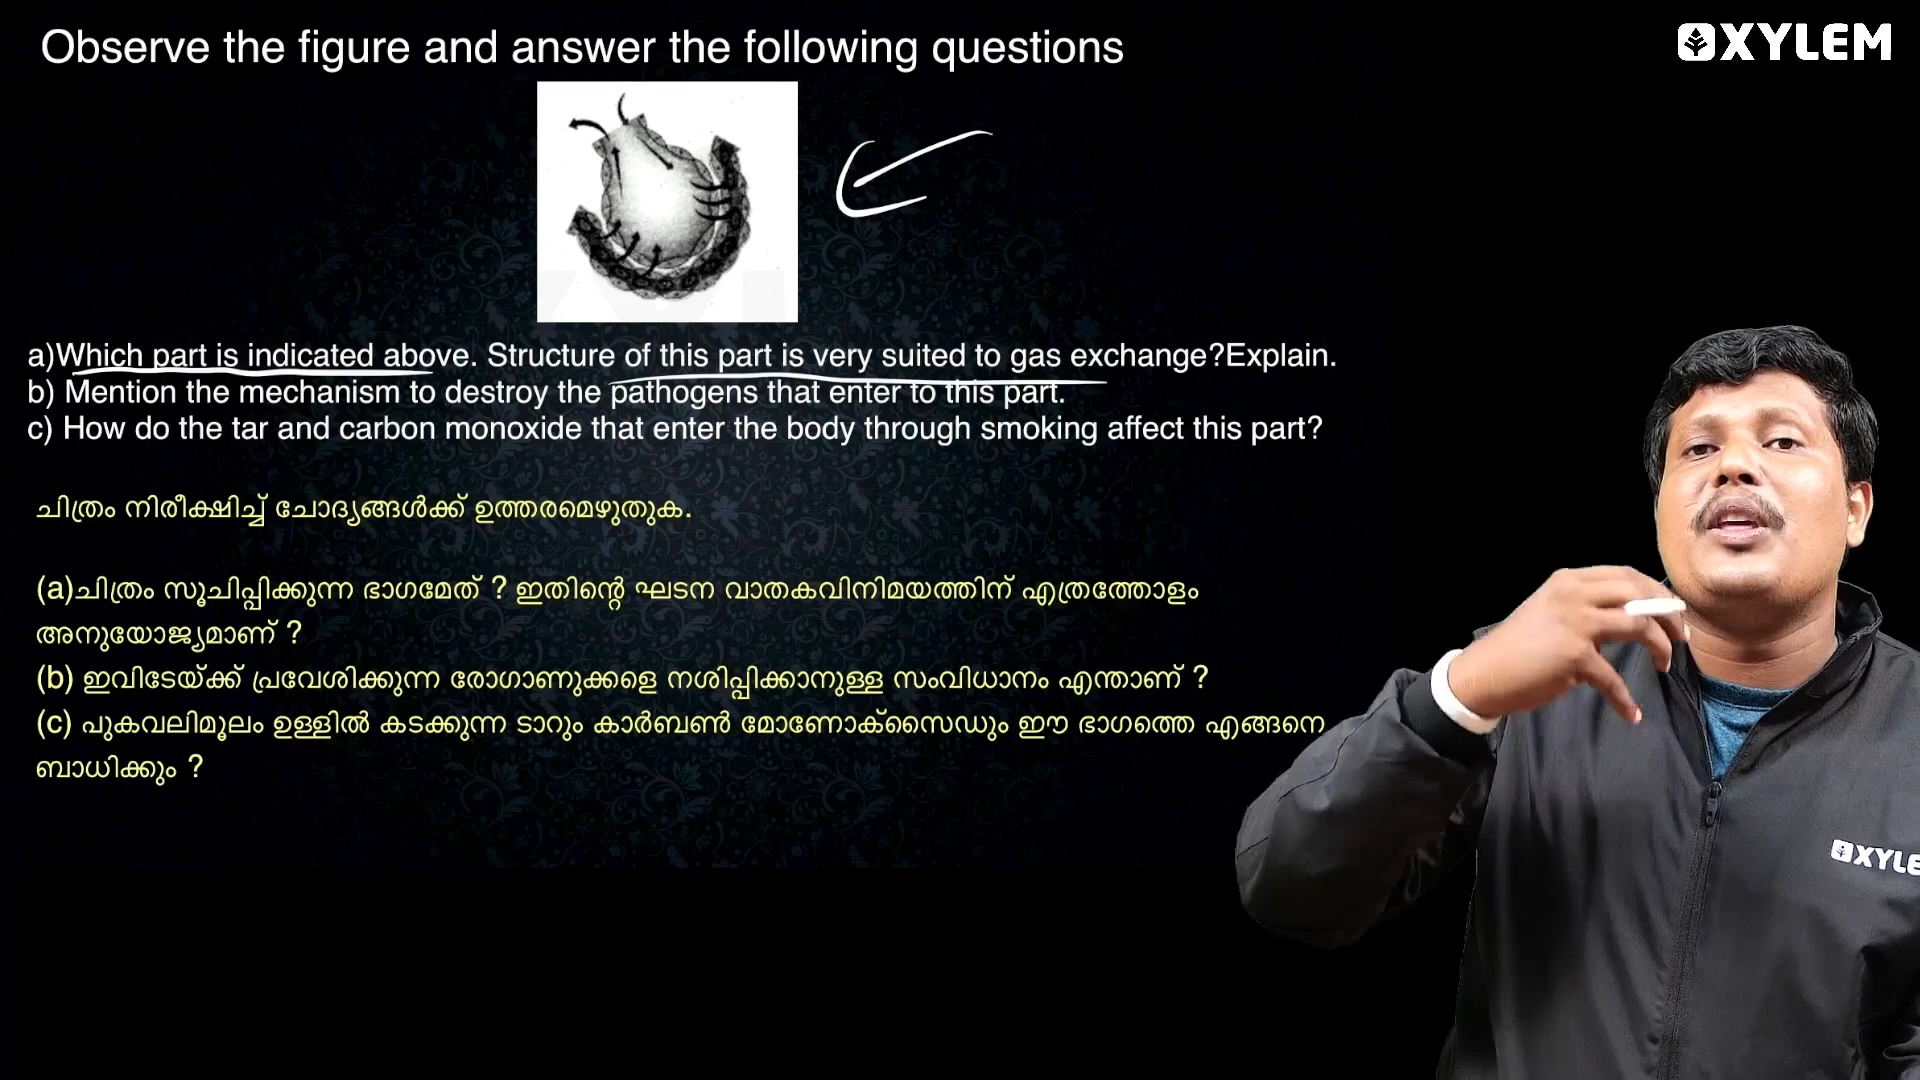 Observe the figure and answer the following questions
XYLEM
a)Which part is indicated above. Structure of this part is very suited to gas exchange?Explain.
b) Mention the mechanism to destroy the pathogens that enter to this part.
c) How do the tar and carbon monoxide that enter the body through smoking affect this part?
ചിത്രം നിരീക്ഷിച്ച് ചോദ്യങ്ങൾക്ക് ഉത്തരമെഴുതുക.
(a)ചിത്രം സൂചിപ്പിക്കുന്ന ഭാഗമേത് ? ഇതിന്റെ ഘടന വാതകവിനിമയത്തിന് എത്രത്തോളം
അനുയോജ്യമാണ് ?
(b) ഇവിടേയ്ക്ക് പ്രവേശിക്കുന്ന രോഗാണുക്കളെ നശിപ്പിക്കാനുള്ള സംവിധാനം എന്താണ് ?
(c) പുകവലിമൂലം ഉള്ളിൽ കടക്കുന്ന ടാറും കാർബൺ മോണോക്സൈഡും ഈ ഭാഗത്തെ എങ്ങനെ
ബാധിക്കും ?
XYLE